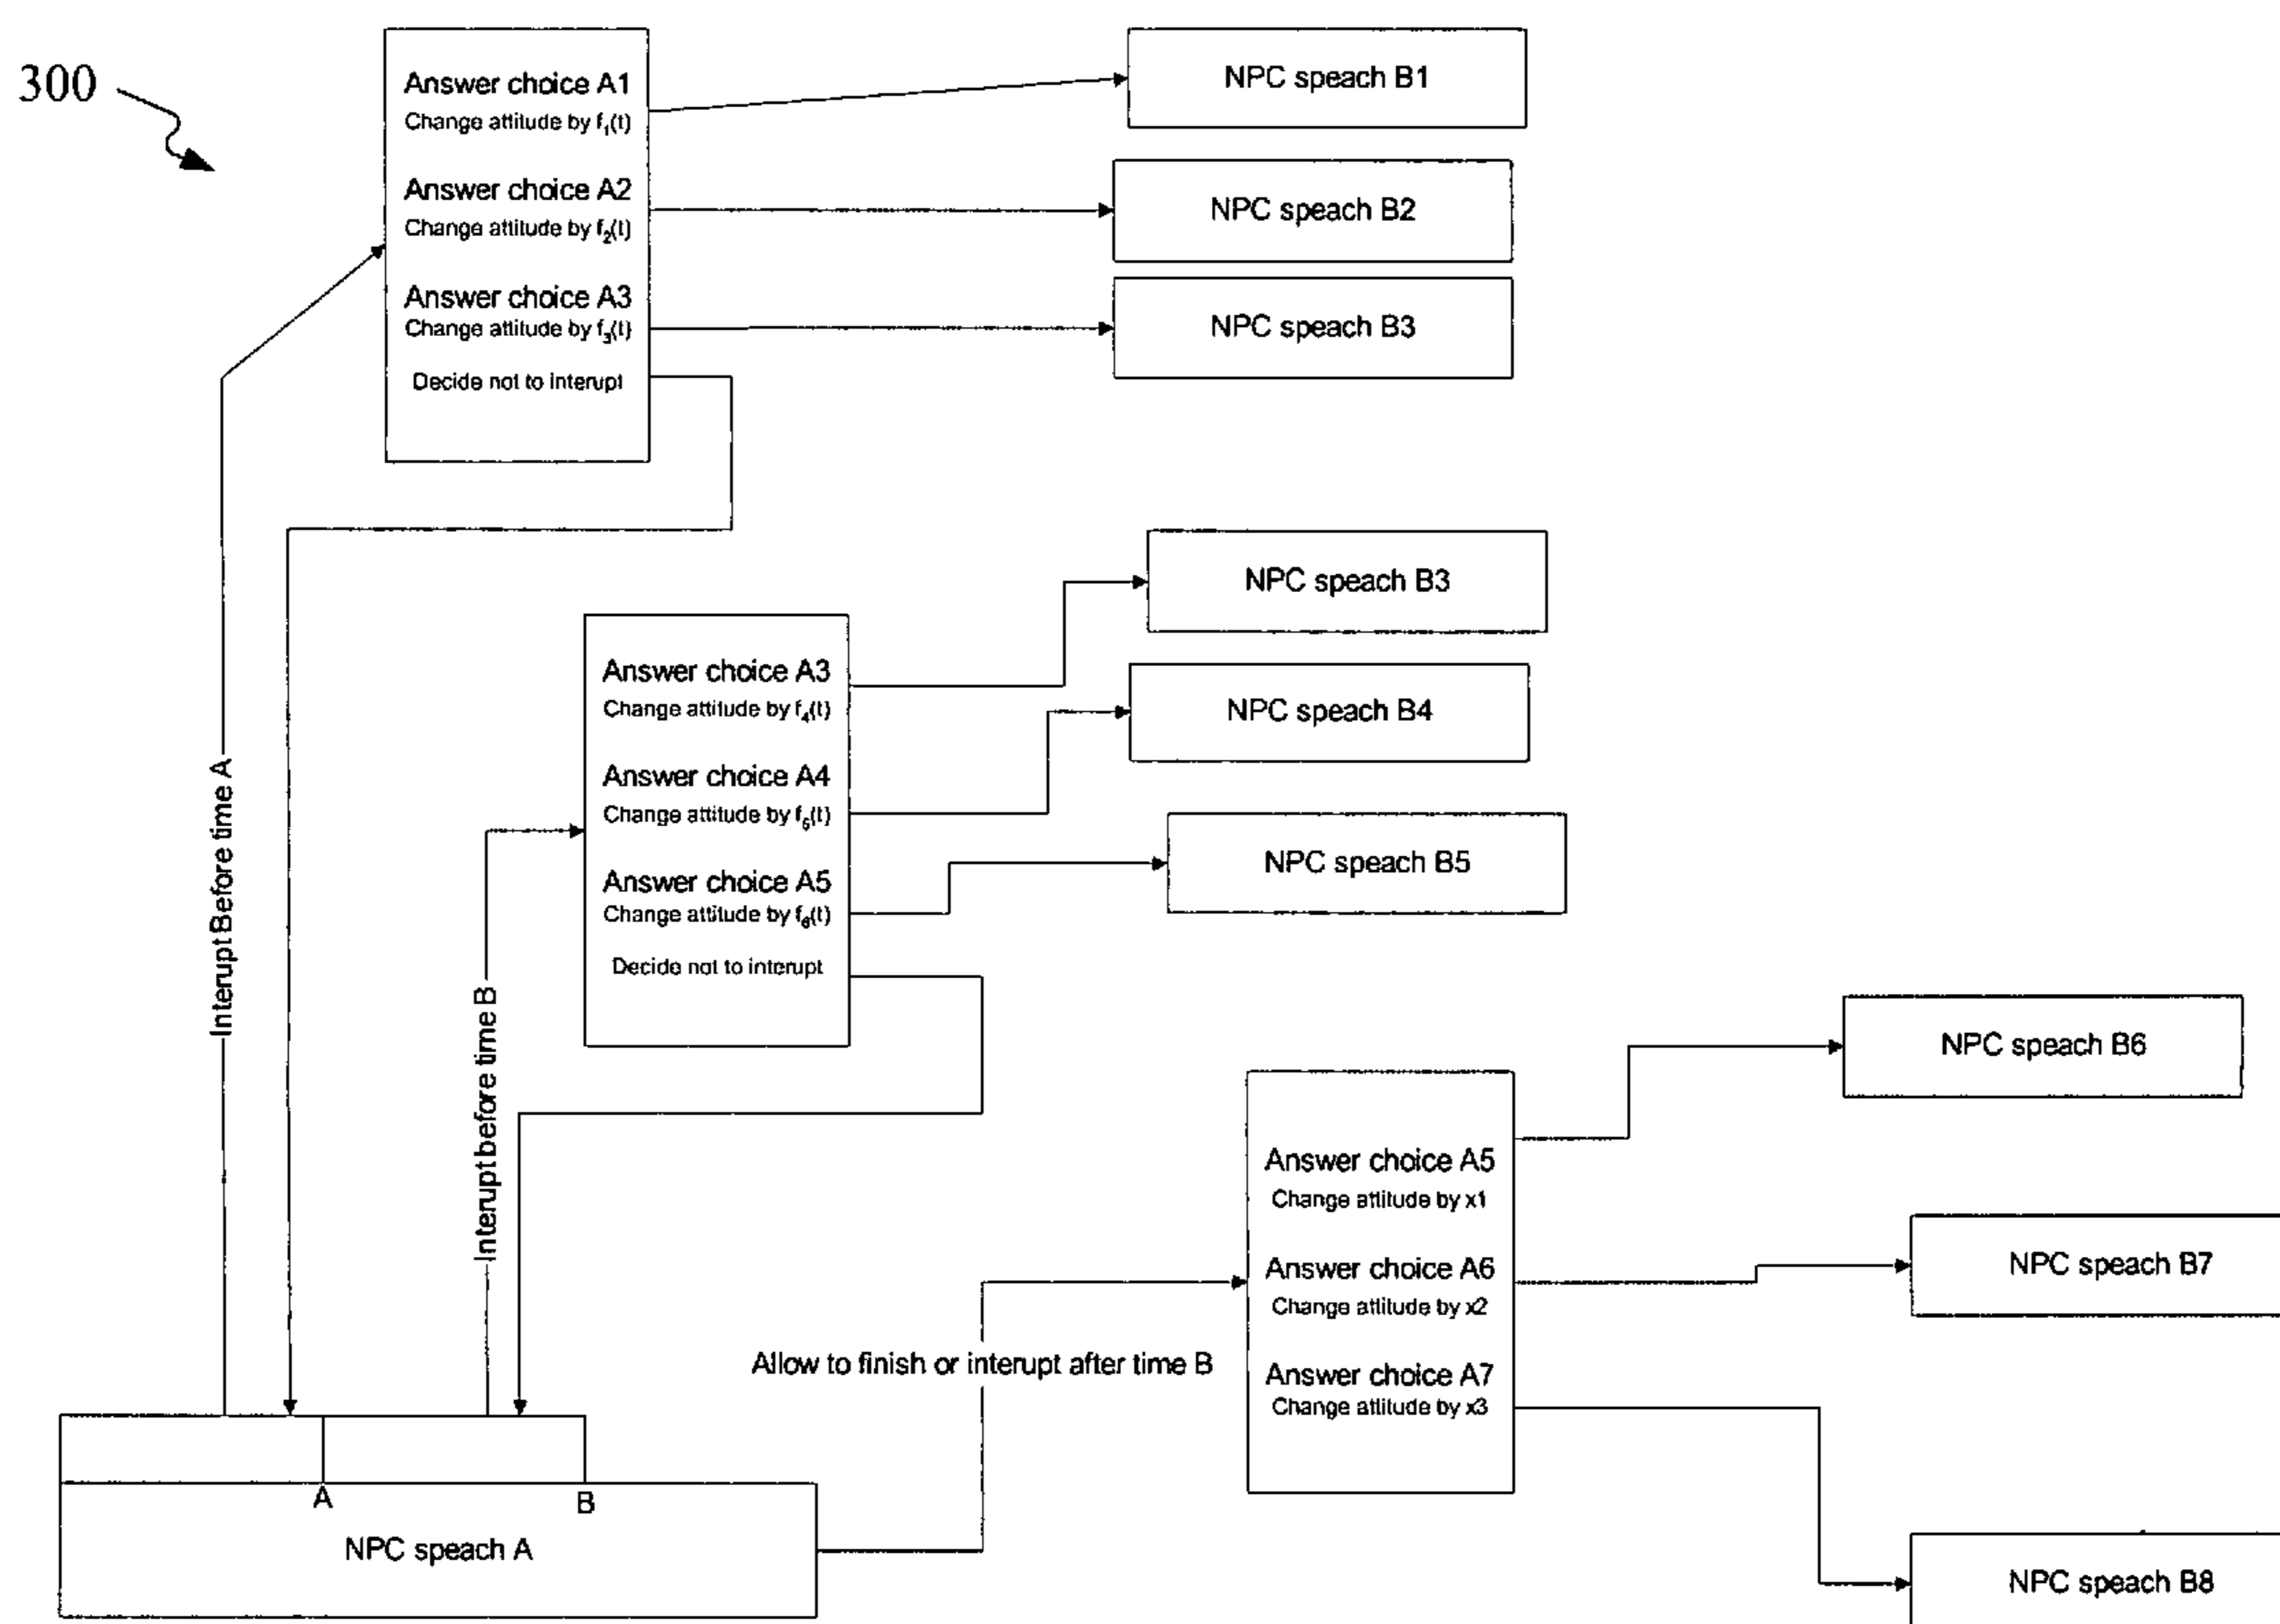 300
Answer choice A1
Change attitude by f₁(t)
Answer choice A2
Change attitude by f₂(t)
Answer choice A3
Change attitude by f₃(t)
Decide not to interupt
NPC speach B1
NPC speach B2
NPC speach B3
Interupt Before time A
Answer choice A3
Change attitude by f₄(t)
Answer choice A4
Change attitude by f₅(t)
Answer choice A5
Change attitude by f₆(t)
Decide not to interupt
NPC speach B3
NPC speach B4
NPC speach B5
Interupt before time B
Allow to finish or interupt after time B
Answer choice A5
Change attitude by x1
Answer choice A6
Change attitude by x2
Answer choice A7
Change attitude by x3
NPC speach B6
NPC speach B7
NPC speach B8
A
B
NPC speach A